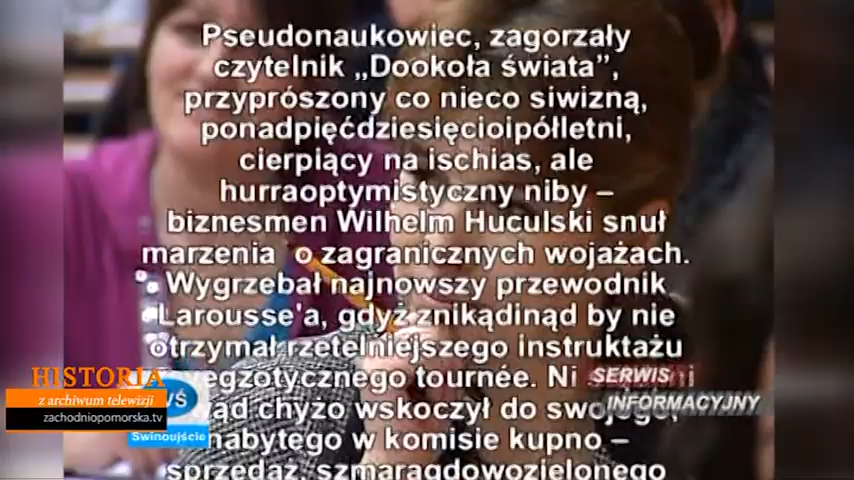 Pseudonaukowiec, zagorzały
czytelnik „Dookoła świata”,
przyprószony co nieco siwizną,
ponadpięćdziesięcioipółletni,
cierpiący na ischias, ale
hurraoptymistyczny niby –
biznesmen Wilhelm Huculski snuł
marzenia o zagranicznych wojażach.
Wygrzebał najnowszy przewodnik
Larousse'a, gdyż znikądinąd by nie
otrzymał rzetelniejszego instruktażu
egzotycznego tournée. Ni
chyżo wskoczył do swojego,
nabytego w komisie kupno –
sprzedaż, szmaragdowozielonego
HISTORIA
z archiwum telewizji
zachodniopomorska.tv
Świnoujście
SERWIS
INFORMACYJNY